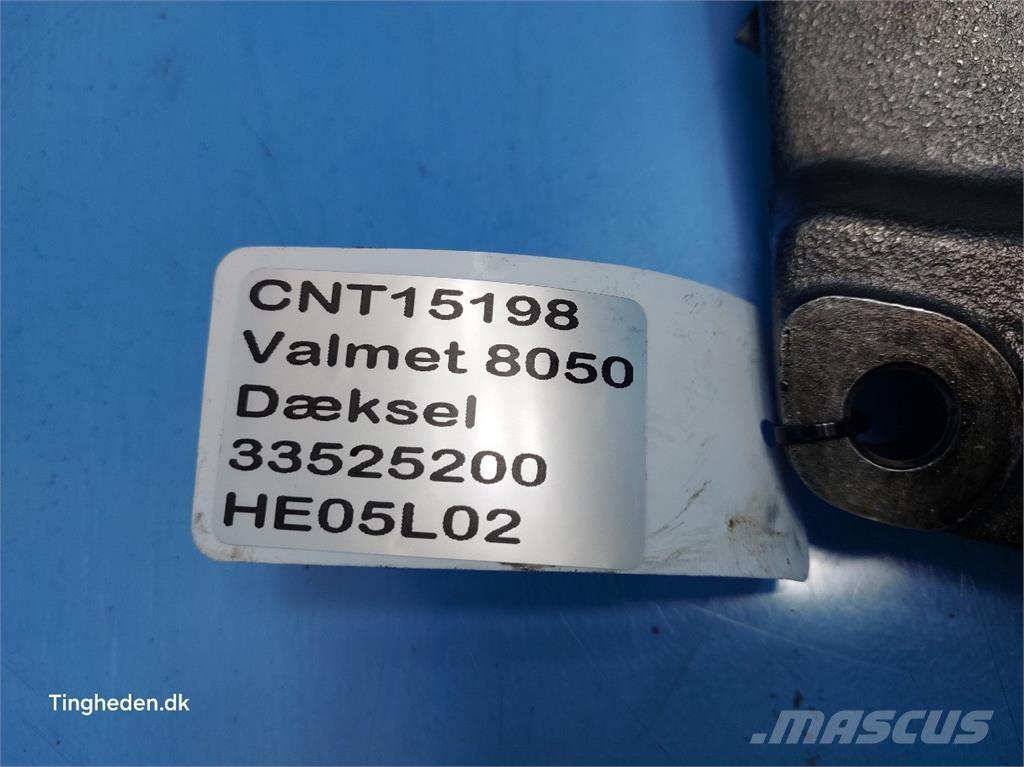 CNT15198
Valmet 8050
Dæksel
33525200
HE05L02
Tingheden.dk
MASCUS